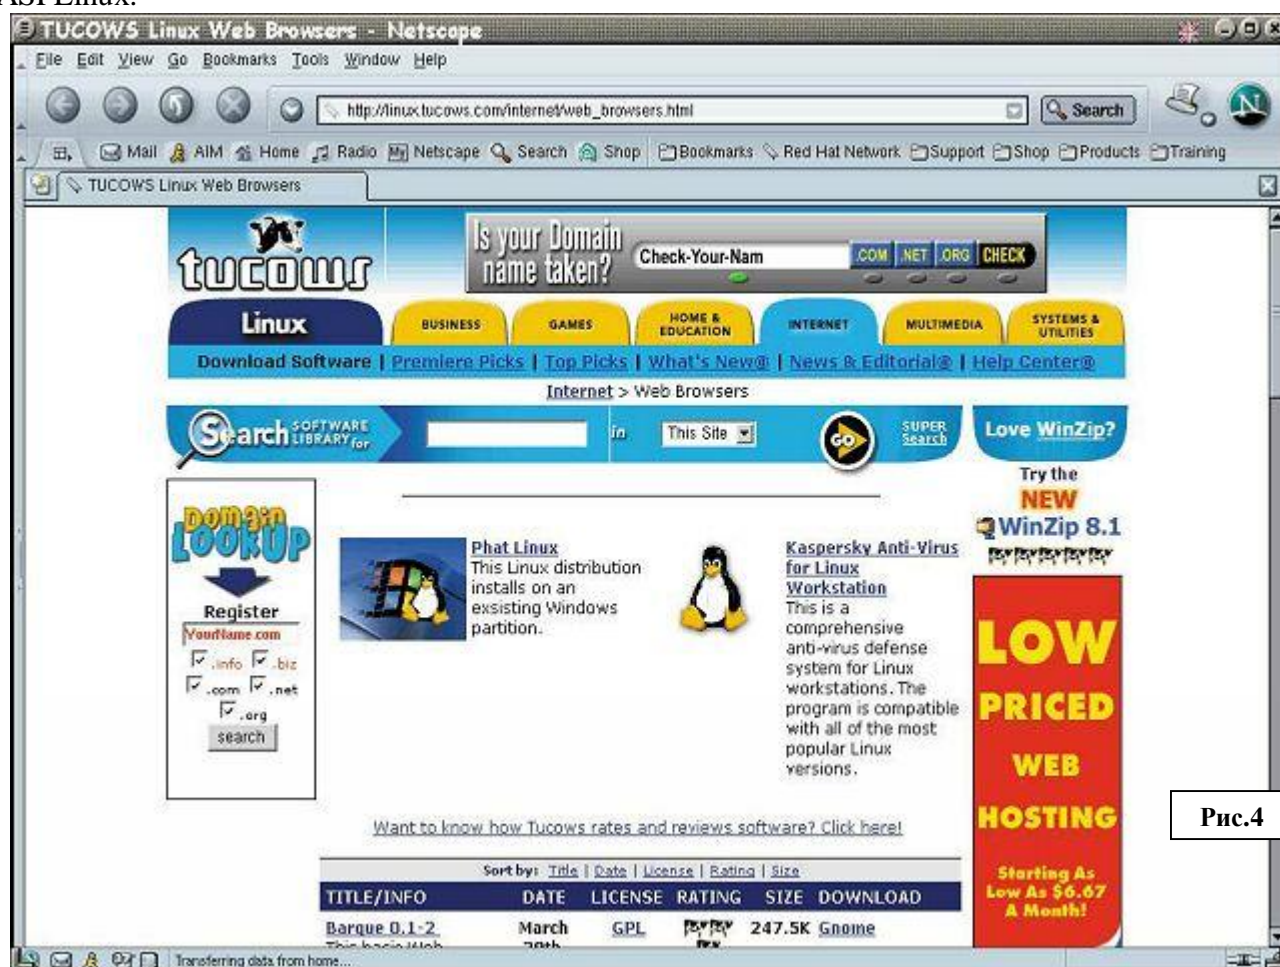 ASPLinux.
TUCOWS Linux Web Browsers - Netscape
File Edit View Go Bookmarks Tools Window Help
http://linux.tucows.com/internet/web_browsers.html Search
Mail AIM Home Radio Netscape Search Shop Bookmarks Red Hat Network Support Shop Products Training
TUCOWS Linux Web Browsers
tucows
Is your Domain name taken?
Check-Your-Nam .COM .NET .ORG CHECK
Linux BUSINESS GAMES HOME & EDUCATION INTERNET MULTIMEDIA SYSTEMS & UTILITIES
Download Software | Premiere Picks | Top Picks | What's New@ | News & Editorial@ | Help Center@
Internet > Web Browsers
Search SOFTWARE LIBRARY for in This Site GO SUPER Search
Love WinZip?
Try the
NEW
WinZip 8.1
DOMAIN
LOOKUP
Register
YourName.com
.info .biz
.com .net
.org
search
Phat Linux
This Linux distribution
installs on an
exsisting Windows
partition.
Kaspersky Anti-Virus
for Linux
Workstation
This is a
comprehensive
anti-virus defense
system for Linux
workstations. The
program is compatible
with all of the most
popular Linux
versions.
LOW
PRICED
WEB
HOSTING
Starting As
Low As $6.67
A Month!
Рис.4
Want to know how Tucows rates and reviews software? Click here!
Sort by: Title | Date | License | Rating | Size
TITLE/INFO DATE LICENSE RATING SIZE DOWNLOAD
Barque 0.1-2 March GPL 247.5K Gnome
This basic Web 20th
Transferring data from home...